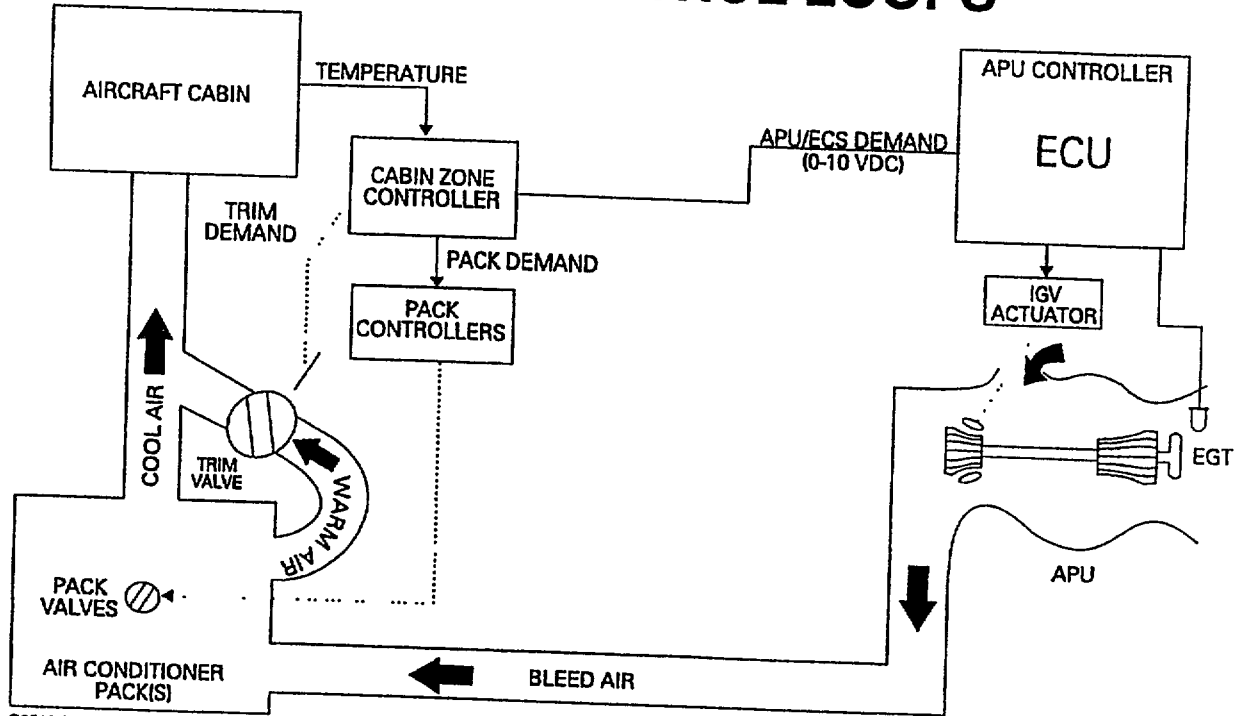 LOOPS
AIRCRAFT CABIN
TEMPERATURE
APU CONTROLLER
ECU
APU/ECS DEMAND
(0-10 VDC)
CABIN ZONE
CONTROLLER
TRIM
DEMAND
PACK DEMAND
PACK
CONTROLLERS
IGV
ACTUATOR
COOL AIR
TRIM
VALVE
WARM AIR
EGT
APU
PACK
VALVES
AIR CONDITIONER
PACK(S)
BLEED AIR